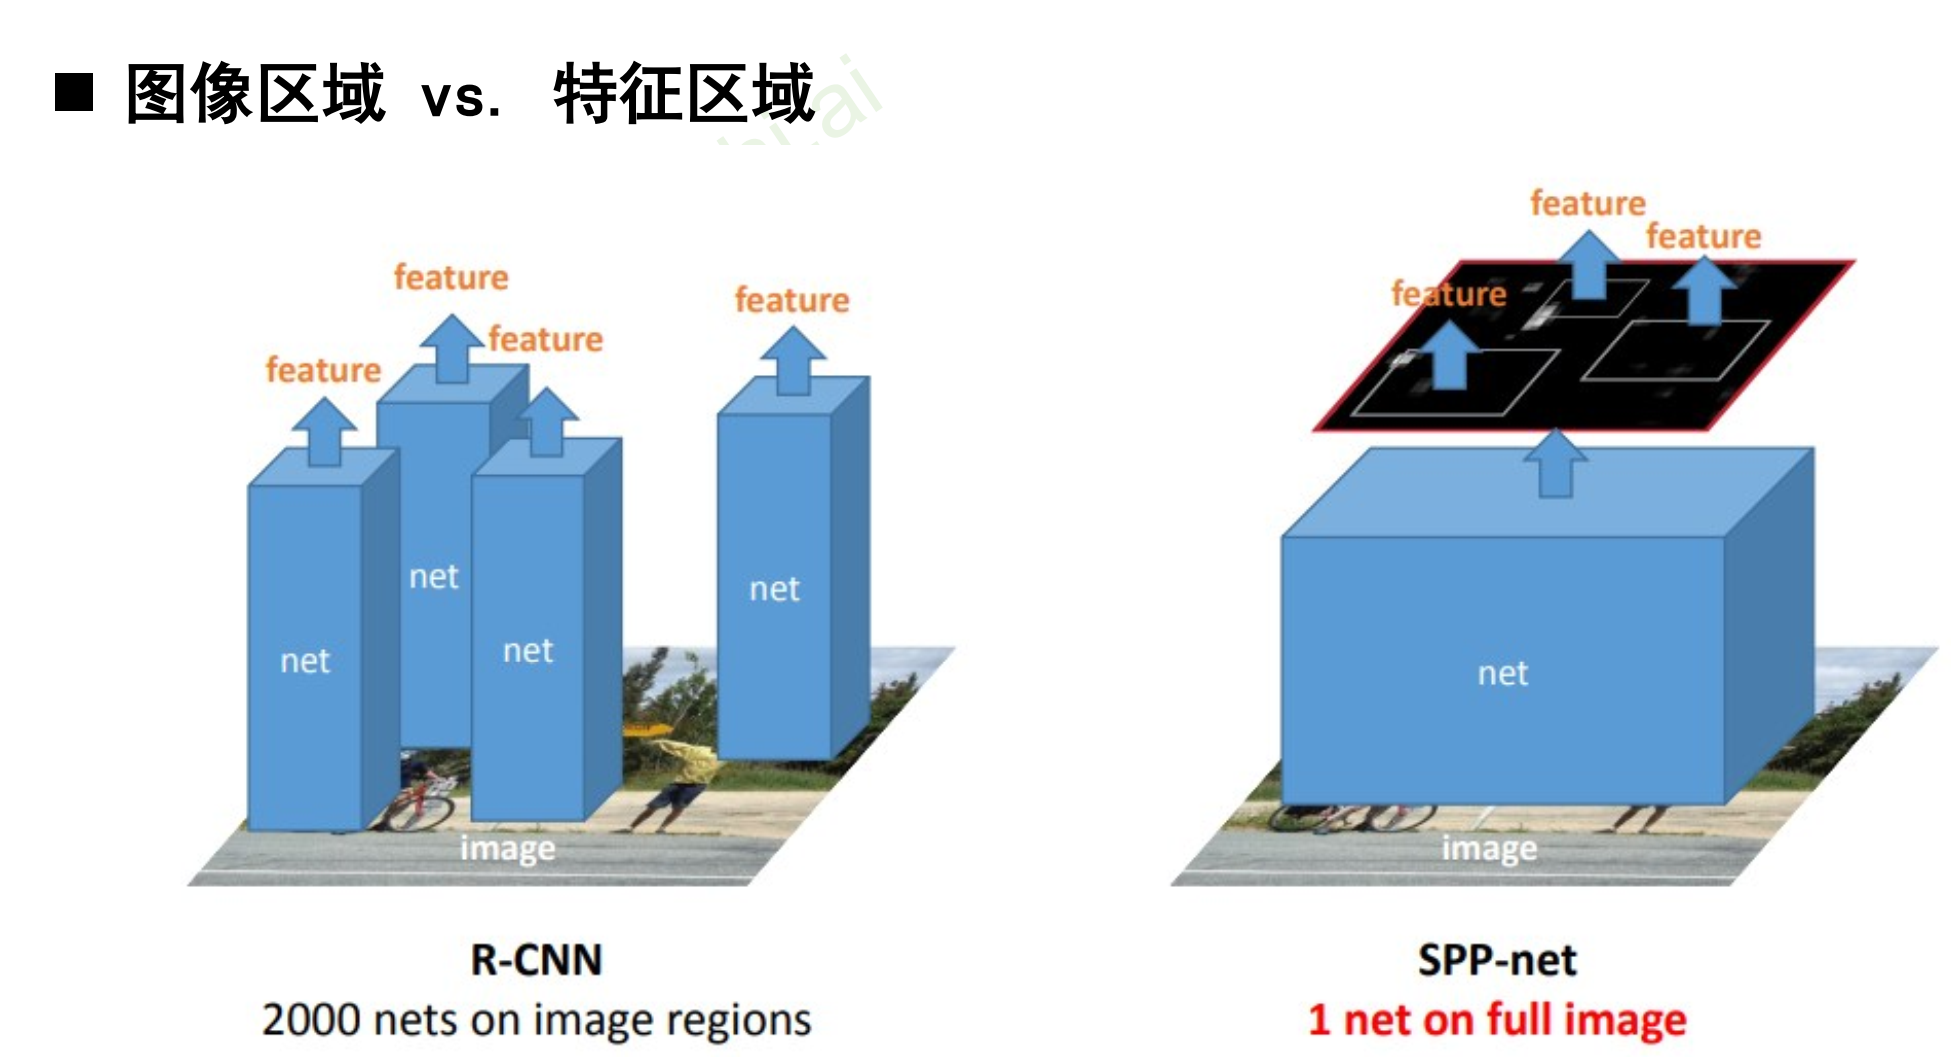 ■ 图像区域 vs. 特征区域
feature
feature
feature
feature
net
net
net
net
image
R-CNN
2000 nets on image regions
feature
feature
feature
net
image
SPP-net
1 net on full image